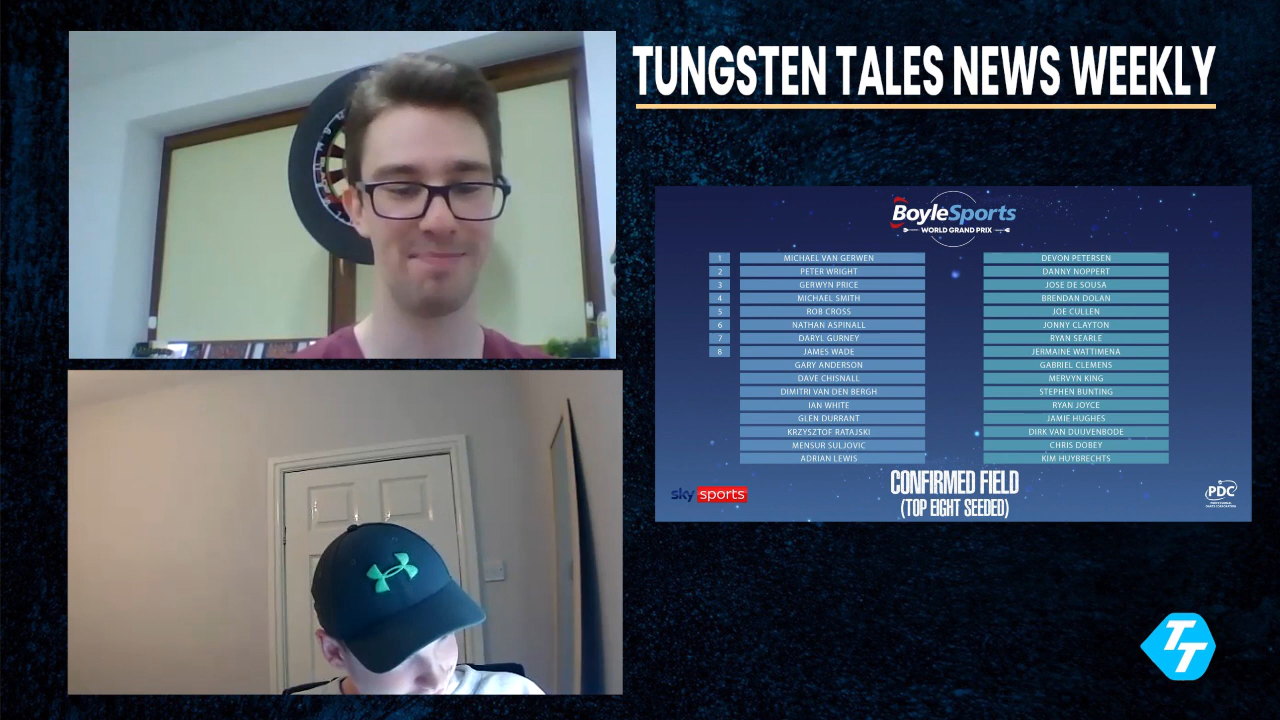 TUNGSTEN TALES NEWS WEEKLY
BoyleSports
WORLD GRAND PRIX
1 MICHAEL VAN GERWEN DEVON PETERSEN
2 PETER WRIGHT DANNY NOPPERT
3 GERWYN PRICE JOSE DE SOUSA
4 MICHAEL SMITH BRENDAN DOLAN
5 ROB CROSS JOE CULLEN
6 NATHAN ASPINALL JONNY CLAYTON
7 DARYL GURNEY RYAN SEARLE
8 JAMES WADE JERMAINE WATTIMENA
GARY ANDERSON GABRIEL CLEMENS
DAVE CHISNALL MERVYN KING
DIMITRI VAN DEN BERGH STEPHEN BUNTING
IAN WHITE RYAN JOYCE
GLEN DURRANT JAMIE HUGHES
KRZYSZTOF RATAJSKI DIRK VAN DUIJVENBODE
MENSUR SULJOVIC CHRIS DOBEY
ADRIAN LEWIS KIM HUYBRECHTS
CONFIRMED FIELD
(TOP EIGHT SEEDED)
sky sports
PDC
TT